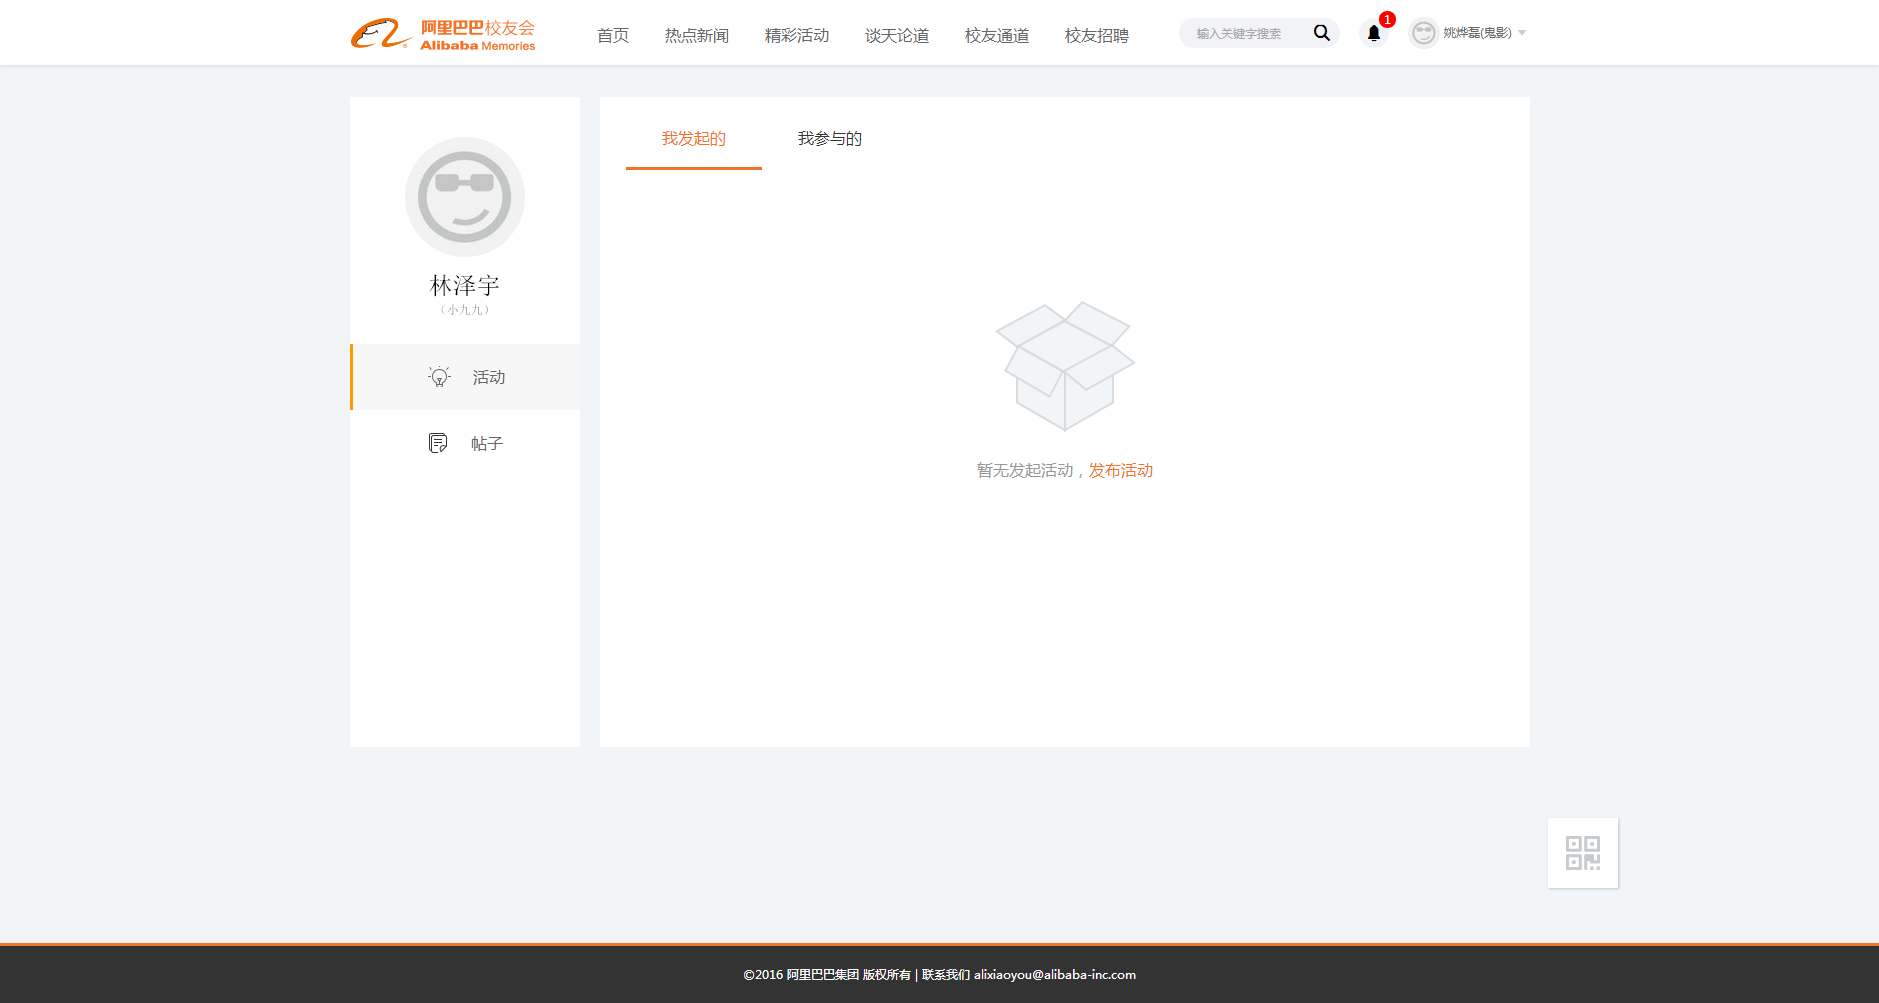 阿里巴巴校友会
Alibaba Memories
首页 热点新闻 精彩活动 谈天论道 校友通道 校友招聘
输入关键字搜索
1
姚烨磊(鬼影)
林泽宇
（小九九）
活动
帖子
我发起的 我参与的
暂无发起活动，发布活动
©2016 阿里巴巴集团 版权所有 | 联系我们 alixiaoyou@alibaba-inc.com